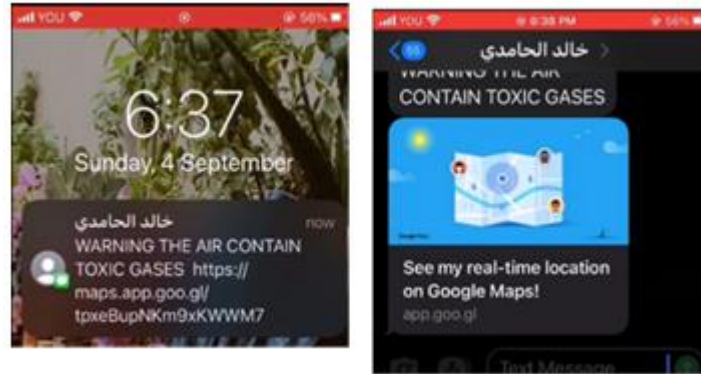 YOU 56%
6:37
Sunday, 4 September
خالد الحامدي now
WARNING THE AIR CONTAIN
TOXIC GASES https://
maps.app.goo.gl/
tpxeBupNKm9xKWWM7
YOU 6:38 PM 56%
55 خالد الحامدي
WARNING THE AIR
CONTAIN TOXIC GASES
See my real-time location
on Google Maps!
app.goo.gl
Text Message